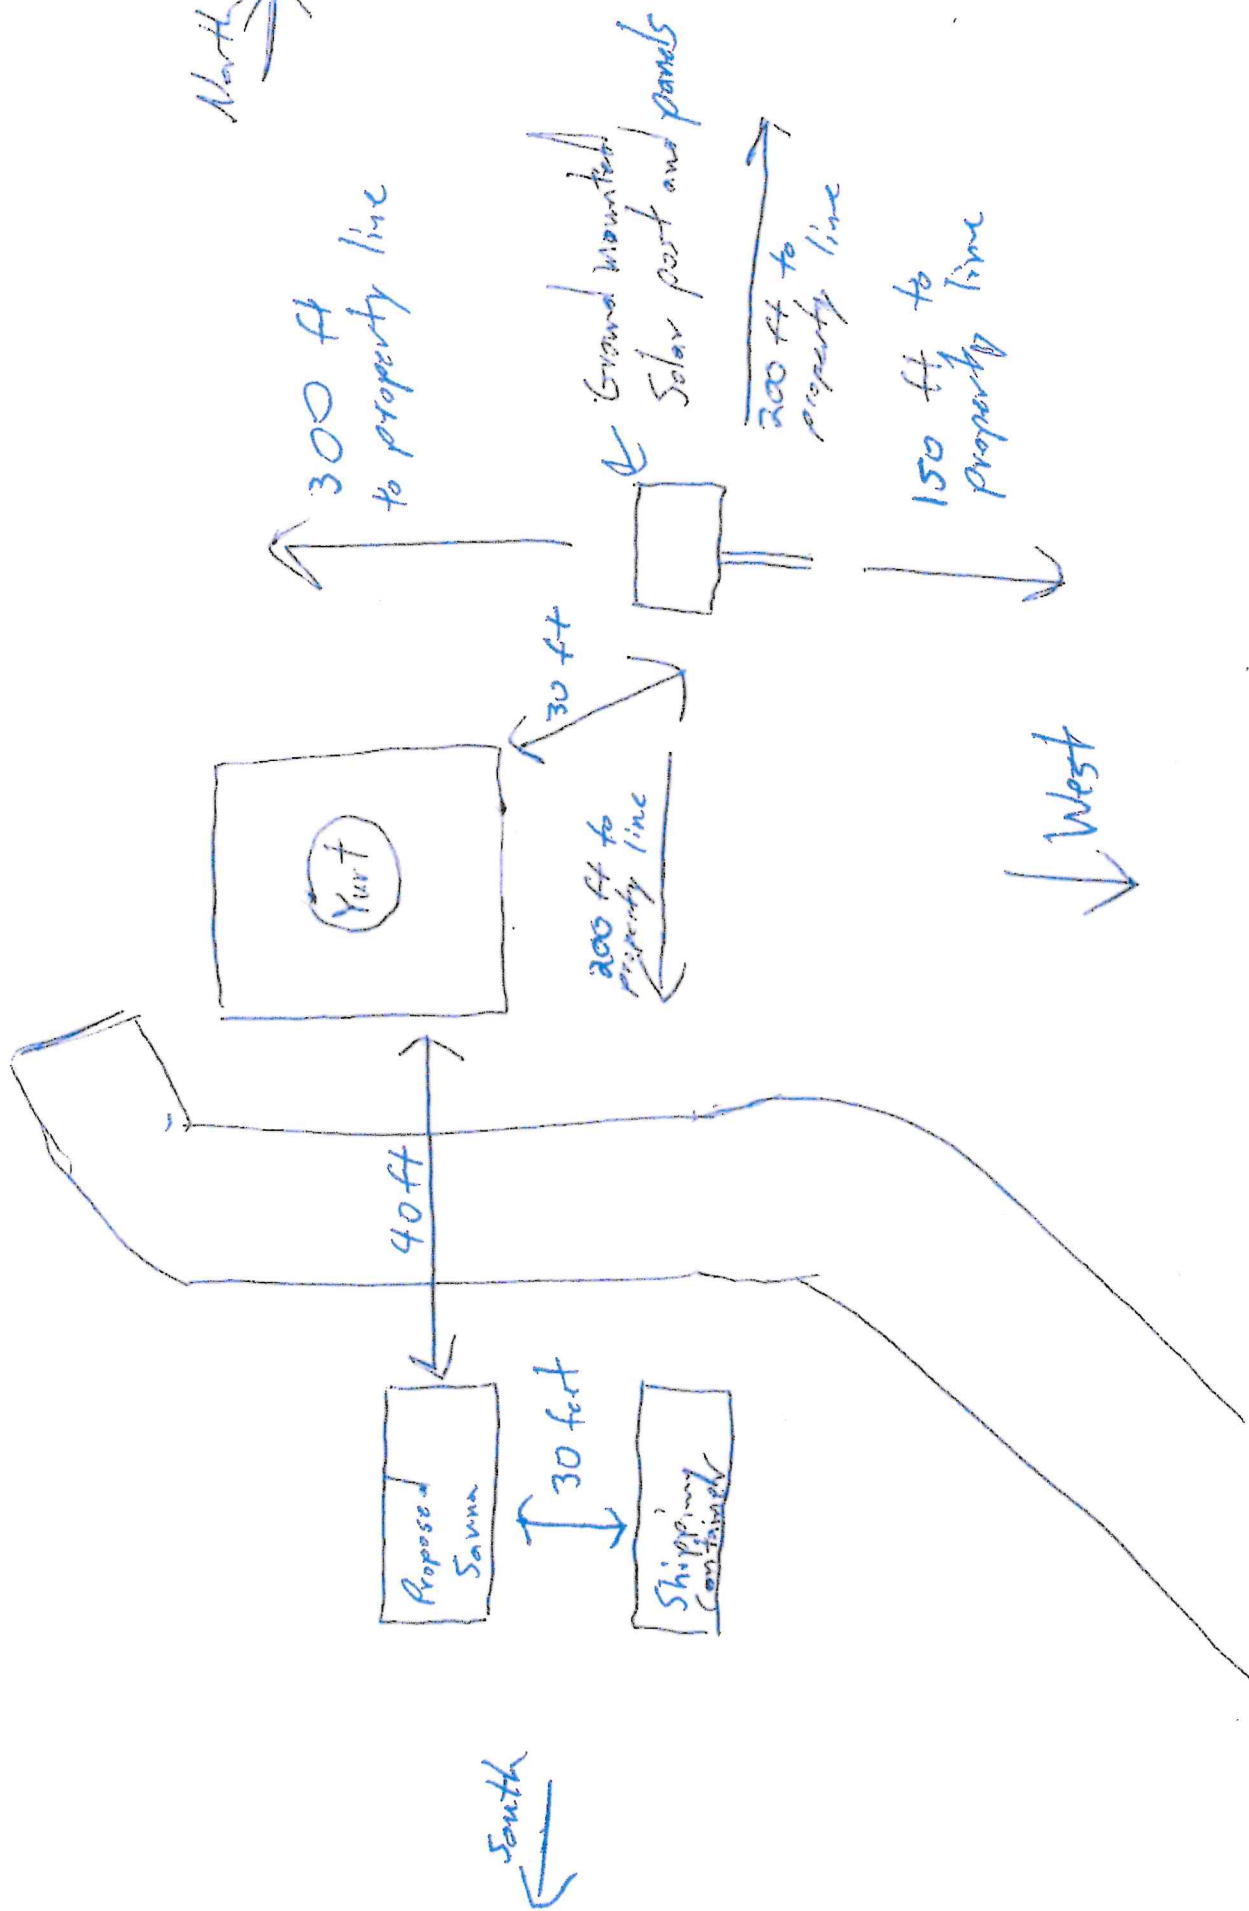 North
300 ft
to property line
Ground mounted
Solar post and panels
200 ft to
property line
150 ft to
property line
30 ft
Yurt
200 ft to
property line
West
40 ft
Proposed
Sauna
30 feet
Shipping
Container
South